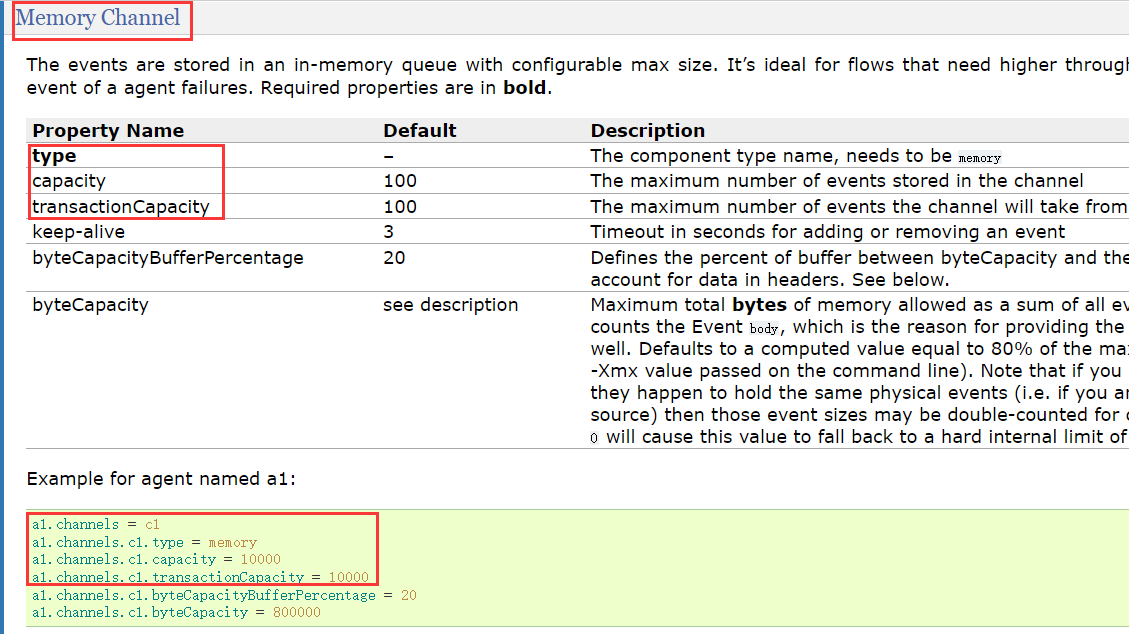 Memory Channel
The events are stored in an in-memory queue with configurable max size. It’s ideal for flows that need higher
event of a agent failures. Required properties are in bold.
Property Name Default Description
type – The component type name, needs to be memory
capacity 100 The maximum number of events stored in the channel
transactionCapacity 100 The maximum number of events the channel will take from
keep-alive 3 Timeout in seconds for adding or removing an event
byteCapacityBufferPercentage 20 Defines the percent of buffer between byteCapacity and the
account for data in headers. See below.
byteCapacity see description Maximum total bytes of memory allowed as a sum of all
counts the Event body, which is the reason for providing the
well. Defaults to a computed value equal to 80% of the
-Xmx value passed on the command line). Note that if you
they happen to hold the same physical events (i.e. if you
source) then those event sizes may be double-counted for
0 will cause this value to fall back to a hard internal limit of
Example for agent named a1:
a1.channels = c1
a1.channels.c1.type = memory
a1.channels.c1.capacity = 10000
a1.channels.c1.transactionCapacity = 10000
a1.channels.c1.byteCapacityBufferPercentage = 20
a1.channels.c1.byteCapacity = 800000